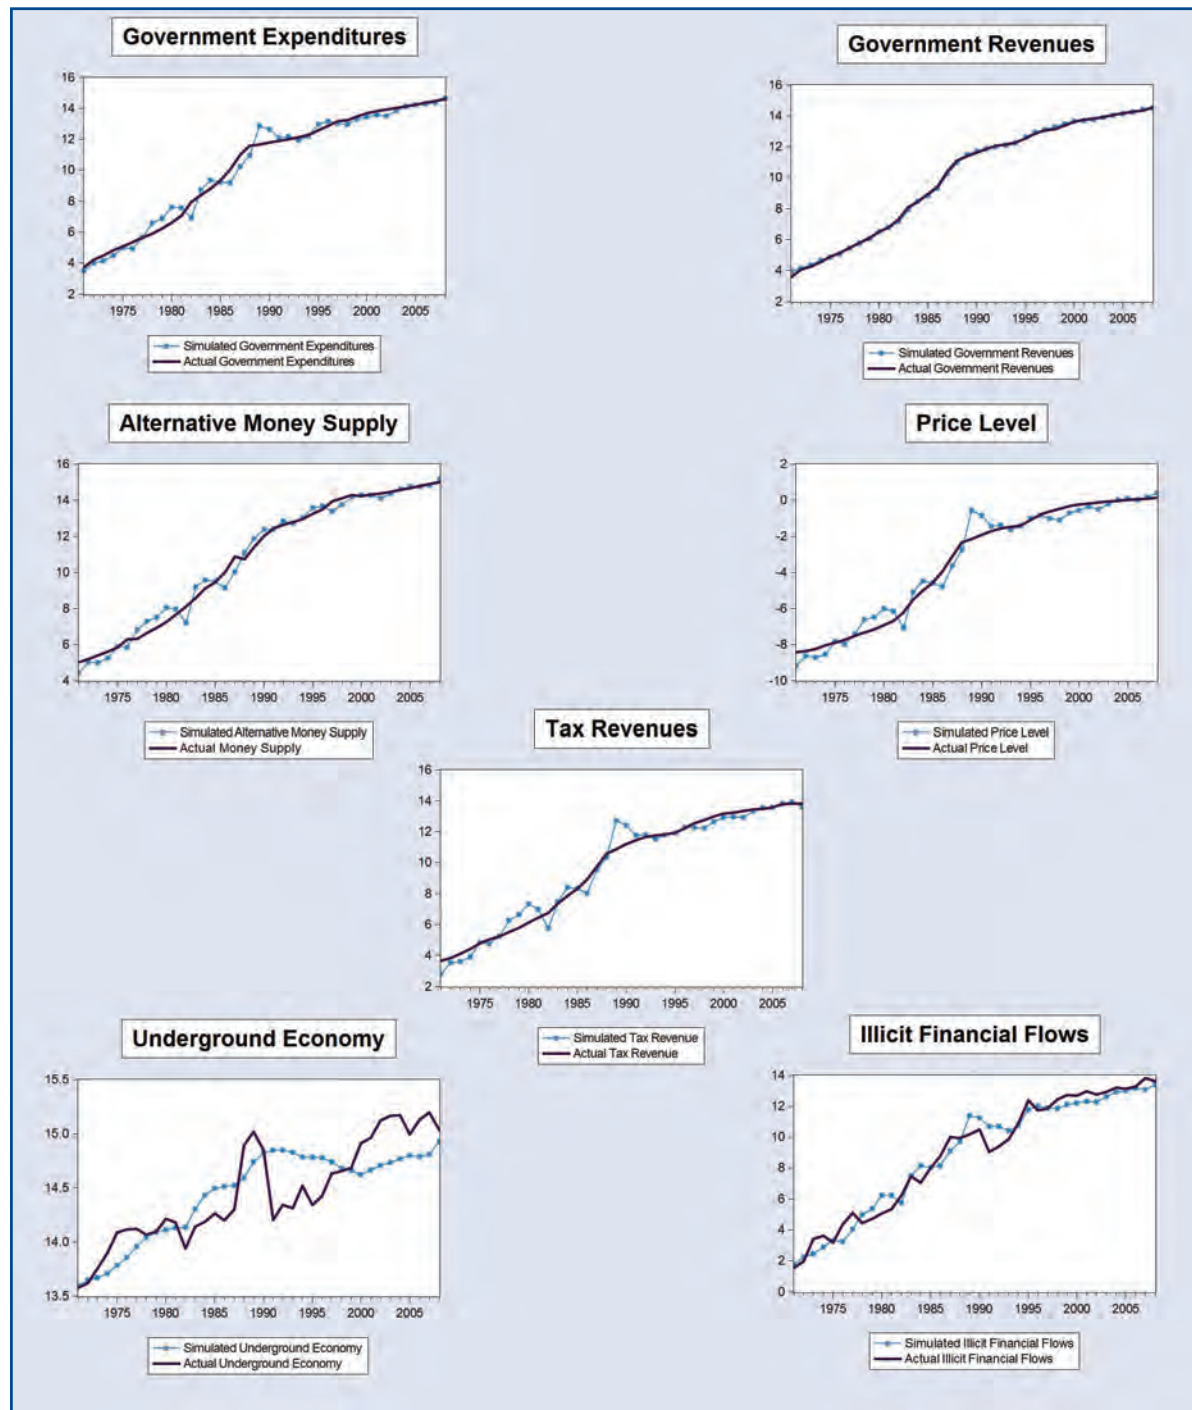 Government Expenditures
16
14
12
10
8
6
4
2
1975 1980 1985 1990 1995 2000 2005
Simulated Government Expenditures
Actual Government Expenditures
Government Revenues
16
14
12
10
8
6
4
2
1975 1980 1985 1990 1995 2000 2005
Simulated Government Revenues
Actual Government Revenues
Alternative Money Supply
16
14
12
10
8
6
4
1975 1980 1985 1990 1995 2000 2005
Simulated Alternative Money Supply
Actual Money Supply
Price Level
2
0
-2
-4
-6
-8
-10
1975 1980 1985 1990 1995 2000 2005
Simulated Price Level
Actual Price Level
Tax Revenues
16
14
12
10
8
6
4
2
1975 1980 1985 1990 1995 2000 2005
Simulated Tax Revenue
Actual Tax Revenue
Underground Economy
15.5
15.0
14.5
14.0
13.5
1975 1980 1985 1990 1995 2000 2005
Simulated Underground Economy
Actual Underground Economy
Illicit Financial Flows
14
12
10
8
6
4
2
0
1975 1980 1985 1990 1995 2000 2005
Simulated Illicit Financial Flows
Actual Illicit Financial Flows